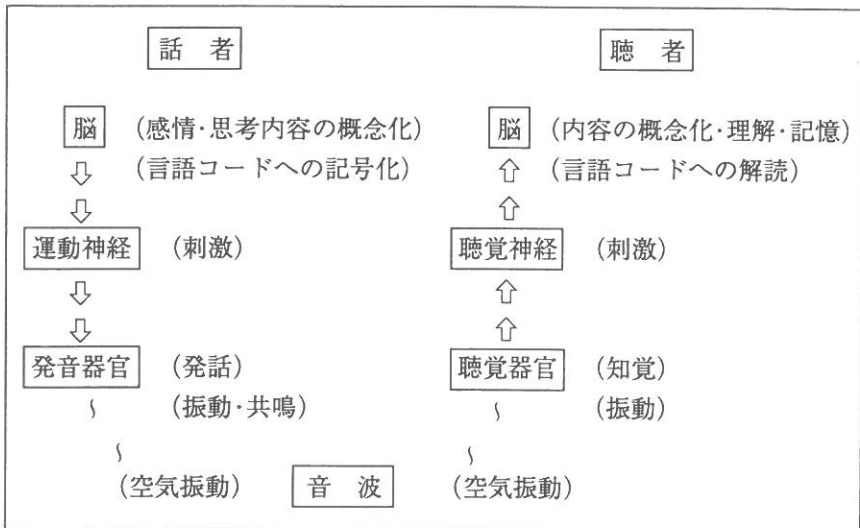 話 者 聴 者
脳 (感情・思考内容の概念化) 脳 (内容の概念化・理解・記憶)
(言語コードへの記号化) (言語コードへの解読)
運動神経 (刺激) 聴覚神経 (刺激)
発音器官 (発話) 聴覚器官 (知覚)
(振動・共鳴) (振動)
(空気振動) 音 波 (空気振動)